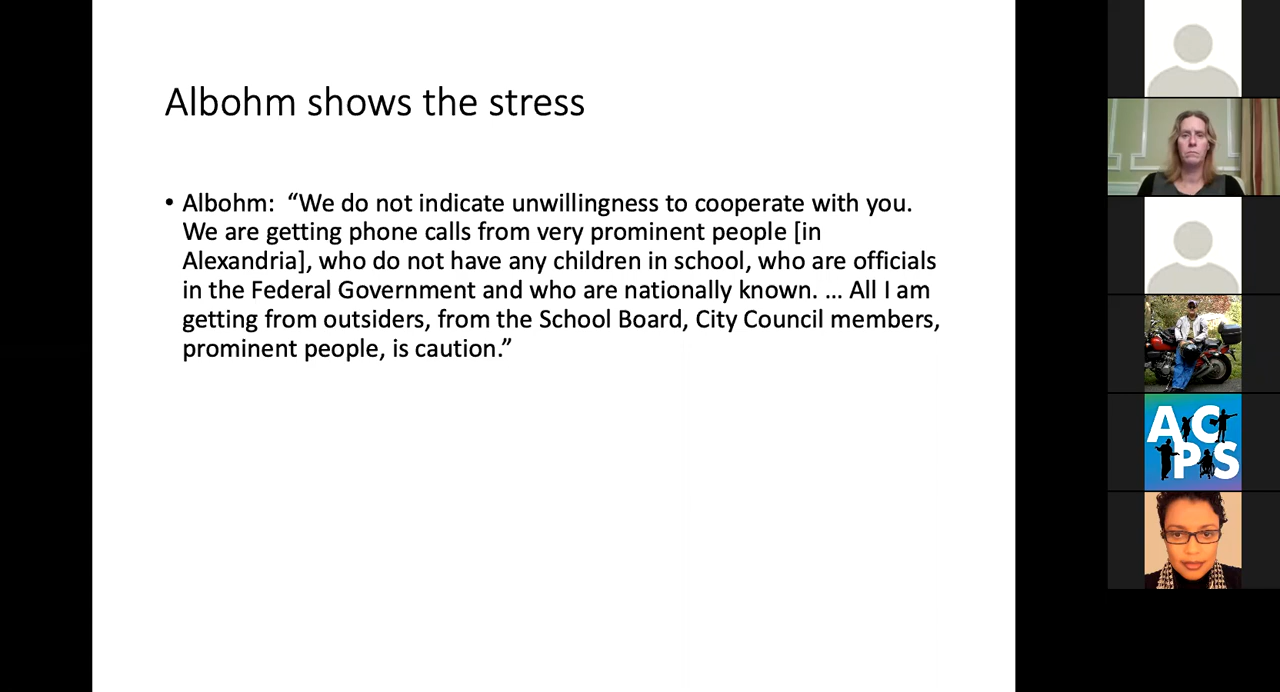 Albohm shows the stress
• Albohm: “We do not indicate unwillingness to cooperate with you.
We are getting phone calls from very prominent people [in
Alexandria], who do not have any children in school, who are officials
in the Federal Government and who are nationally known. … All I am
getting from outsiders, from the School Board, City Council members,
prominent people, is caution.”
AC
PS